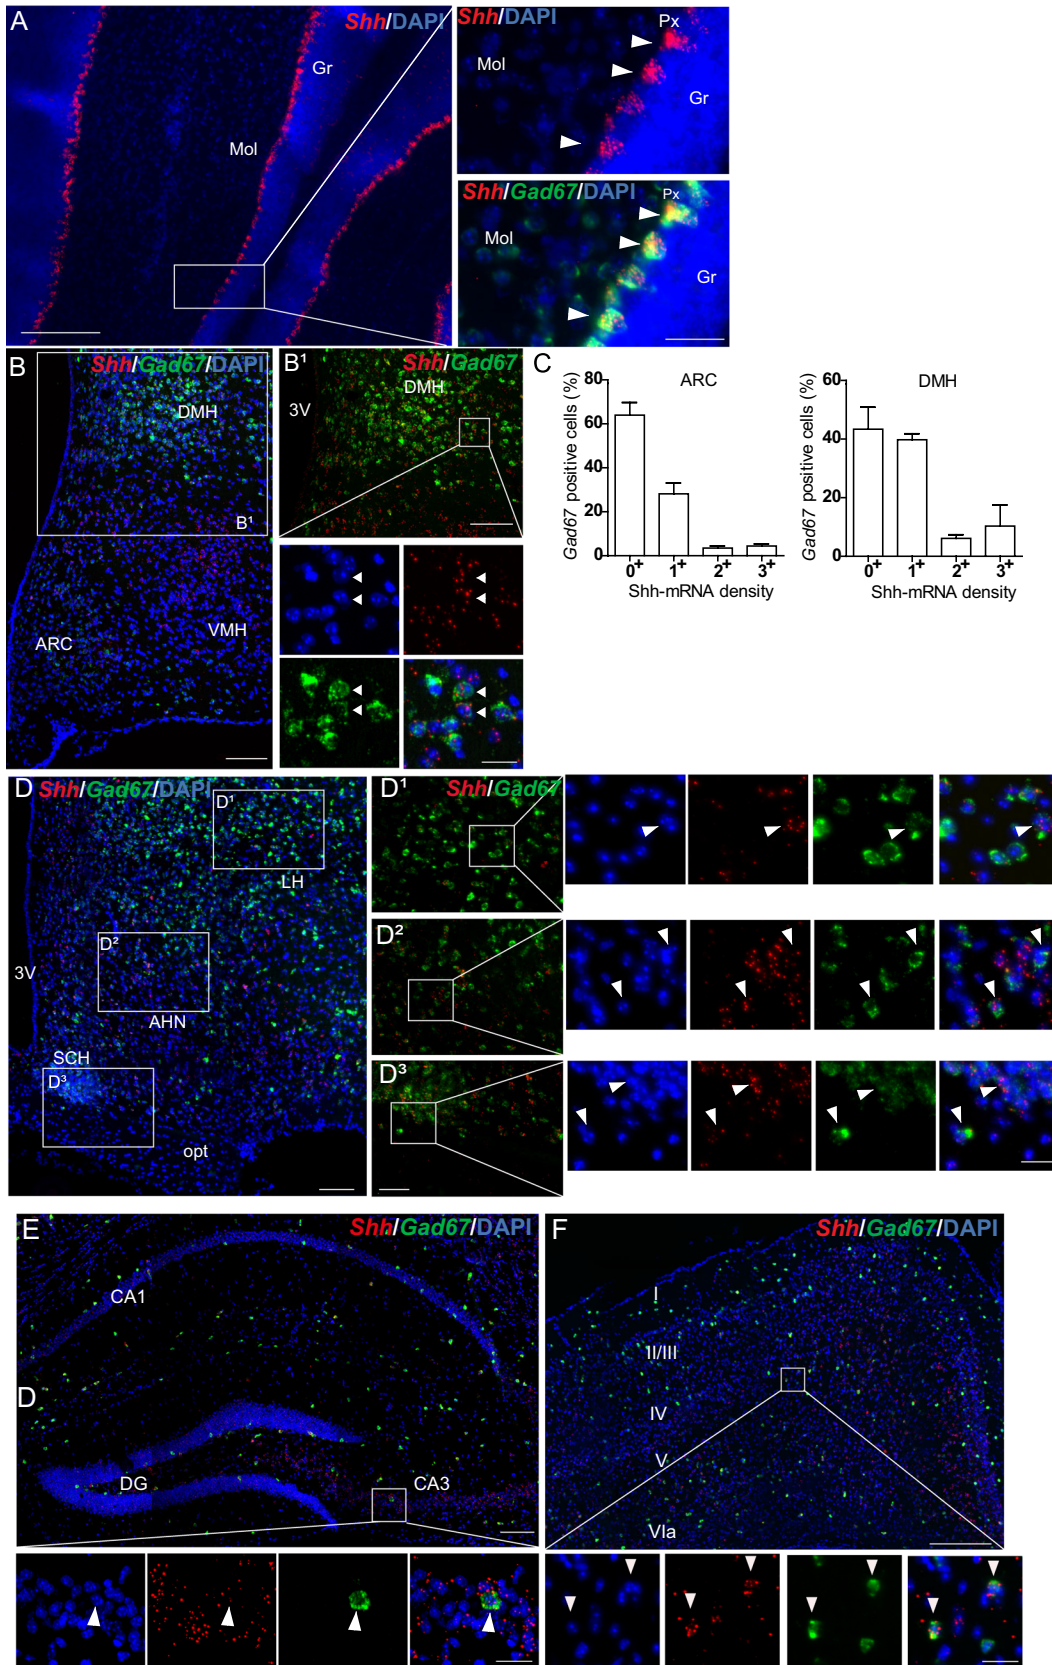 A
Shh/DAPI
Gr
Mol
Shh/DAPI
Px
Mol
Gr
Shh/Gad67/DAPI
Px
Mol
Gr
B
Shh/Gad67/DAPI
DMH
B¹
ARC
VMH
B¹
Shh/Gad67
DMH
3V
C
ARC
Gad67 positive cells (%)
80
60
40
20
0
0⁺ 1⁺ 2⁺ 3⁺
Shh-mRNA density
DMH
Gad67 positive cells (%)
60
40
20
0
0⁺ 1⁺ 2⁺ 3⁺
Shh-mRNA density
D
Shh/Gad67/DAPI
D¹
LH
D²
3V
AHN
SCH
D³
opt
D¹
Shh/Gad67
D²
D³
E
Shh/Gad67/DAPI
CA1
D
DG
CA3
F
Shh/Gad67/DAPI
I
II/III
IV
V
VIa